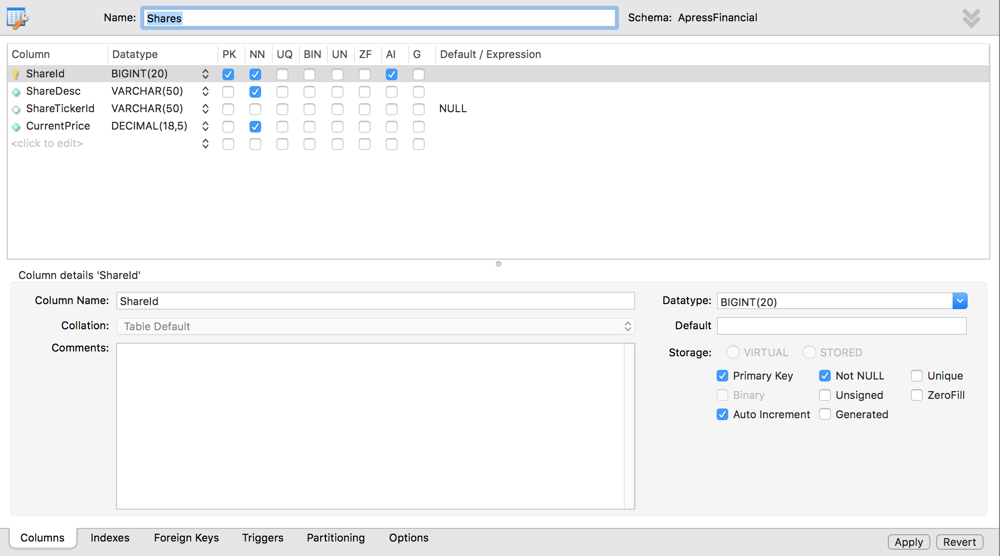 Name: Shares Schema: ApressFinancial
Column Datatype PK NN UQ BIN UN ZF AI G Default / Expression
ShareId BIGINT(20)
ShareDesc VARCHAR(50)
ShareTickerId VARCHAR(50) NULL
CurrentPrice DECIMAL(18,5)
<click to edit>
Column details 'ShareId'
Column Name: ShareId Datatype: BIGINT(20)
Collation: Table Default Default
Comments: Storage: VIRTUAL STORED
Primary Key Not NULL Unique
Binary Unsigned ZeroFill
Auto Increment Generated
Columns Indexes Foreign Keys Triggers Partitioning Options Apply Revert